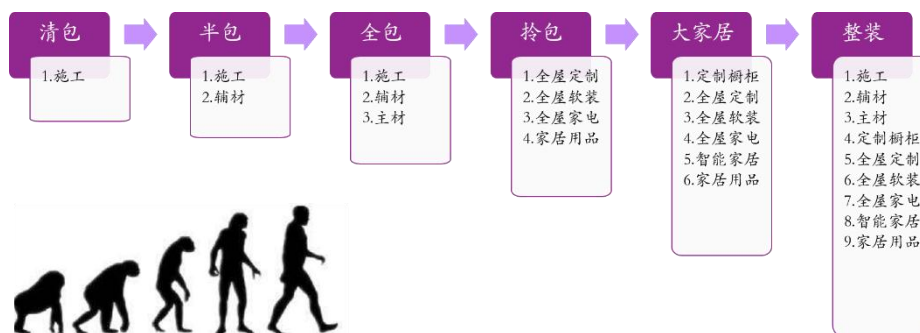 清包
1.施工
半包
1.施工
2.辅材
全包
1.施工
2.辅材
3.主材
拎包
1.全屋定制
2.全屋软装
3.全屋家电
4.家居用品
大家居
1.定制橱柜
2.全屋定制
3.全屋软装
4.全屋家电
5.智能家居
6.家居用品
整装
1.施工
2.辅材
3.主材
4.定制橱柜
5.全屋定制
6.全屋软装
7.全屋家电
8.智能家居
9.家居用品